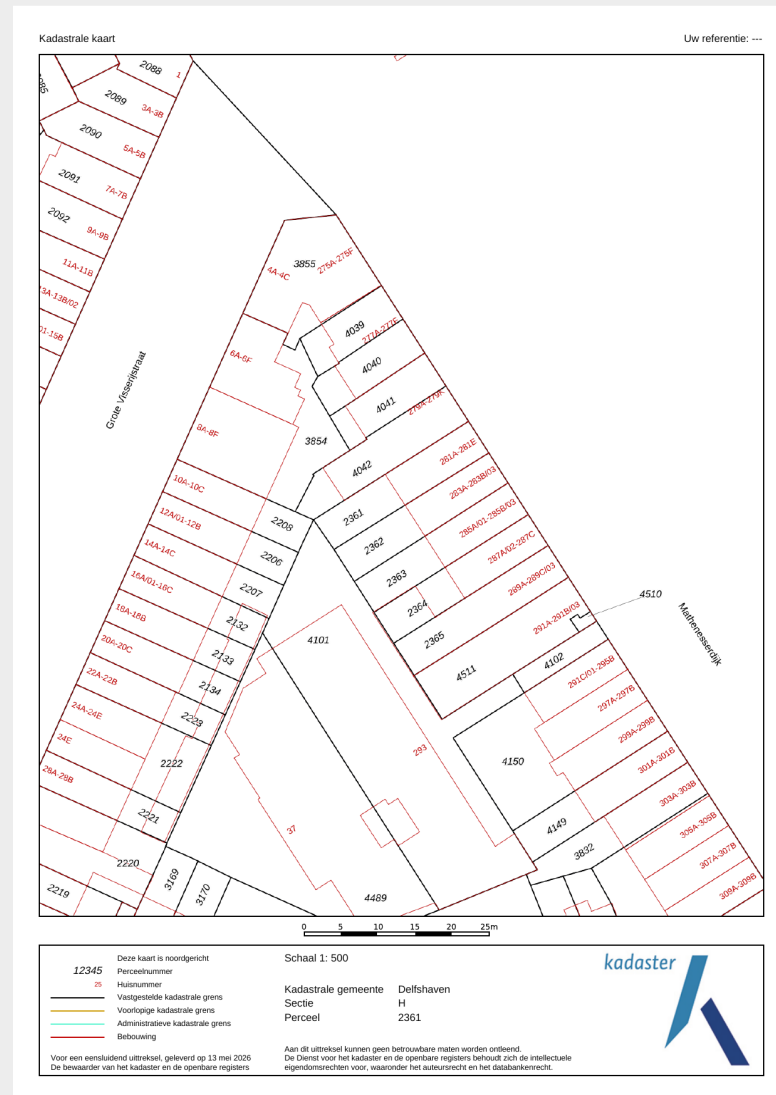 Kadastrale kaart
Uw referentie: ---
2088
1
2089
3A-3B
2090
5A-5B
2091
7A-7B
2092
9A-9B
11A-11B
13A-13B/02
01-15B
Grote Visserijstraat
3855
275A-275F
4A-4C
4039
277A-277F
6A-6F
4040
4041
8A-8F
3854
4042
281A-281E
10A-10C
283A-283B/03
2208
2361
12A/01-12B
285A/01-285B/03
2362
14A-14C
2206
287A/02-287C
2363
16A/01-16C
2207
289A-289C/03
2364
18A-18B
2132
291A-291B/03
4510
2365
Mathenesserdijk
4101
20A-20C
2133
4102
22A-22B
4511
291C/01-295B
2134
297A-297B
24A-24E
2223
299A-299B
24E
2222
293
4150
301A-301B
28A-28B
303A-303B
2221
37
4149
305A-305B
2220
3832
307A-307B
3169
3170
2219
4489
309A-309B
0 5 10 15 20 25m
Deze kaart is noordgericht
12345 Perceelnummer
25 Huisnummer
Vastgestelde kadastrale grens
Voorlopige kadastrale grens
Administratieve kadastrale grens
Bebouwing
Voor een eensluidend uittreksel, geleverd op 13 mei 2026
De bewaarder van het kadaster en de openbare registers
Schaal 1: 500
Kadastrale gemeente Delfshaven
Sectie H
Perceel 2361
Aan dit uittreksel kunnen geen betrouwbare maten worden ontleend.
De Dienst voor het kadaster en de openbare registers behoudt zich de intellectuele
eigendomsrechten voor, waaronder het auteursrecht en het databankenrecht.
kadaster